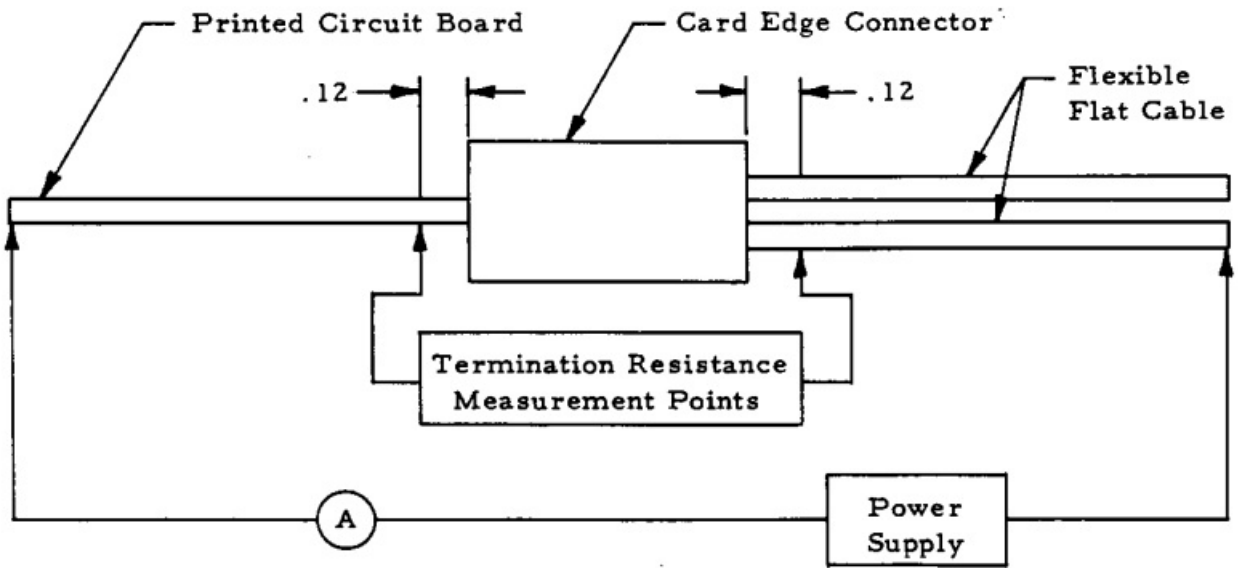 Printed Circuit Board
Card Edge Connector
.12
.12
Flexible
Flat Cable
Termination Resistance
Measurement Points
A
Power
Supply